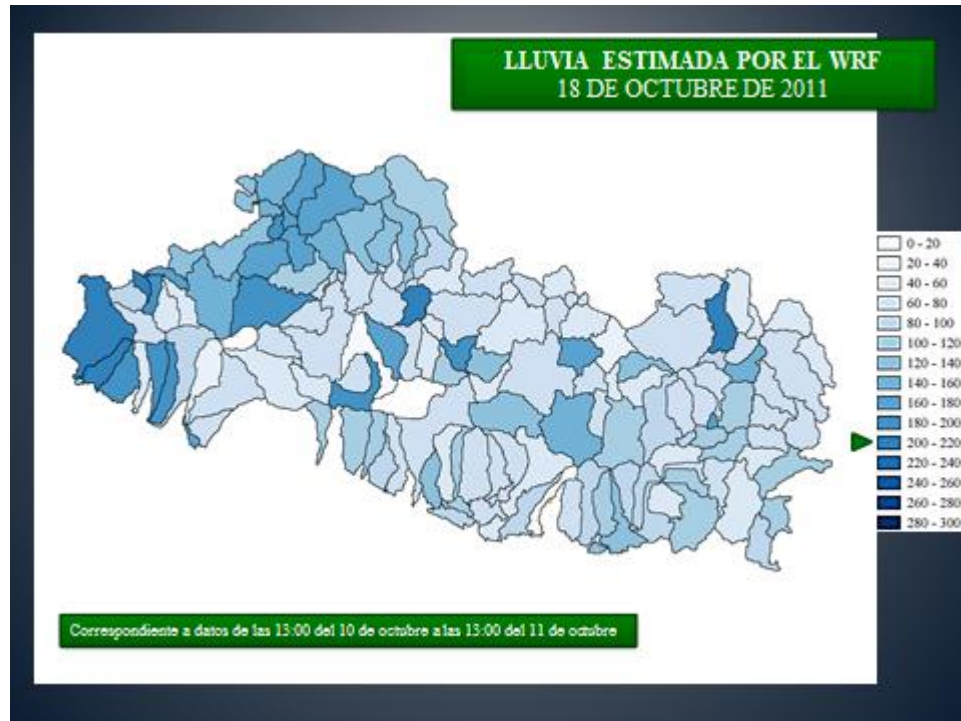 LLUVIA ESTIMADA POR EL WRF
18 DE OCTUBRE DE 2011
0 - 20
20 - 40
40 - 60
60 - 80
80 - 100
100 - 120
120 - 140
140 - 160
160 - 180
180 - 200
200 - 220
220 - 240
240 - 260
260 - 280
280 - 300
Correspondiente a datos de las 13:00 del 10 de octubre a las 13:00 del 11 de octubre